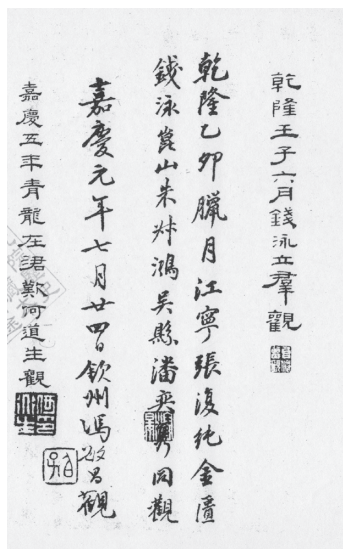 乾隆壬子六月錢泳立羣觀
乾隆乙卯臘月江寧張復純金匱
錢泳崑山朱鴻吳縣潘奕雋同觀
嘉慶元年七月廿四日欽州馮敏昌觀
嘉慶五年青龍在涒何道生觀